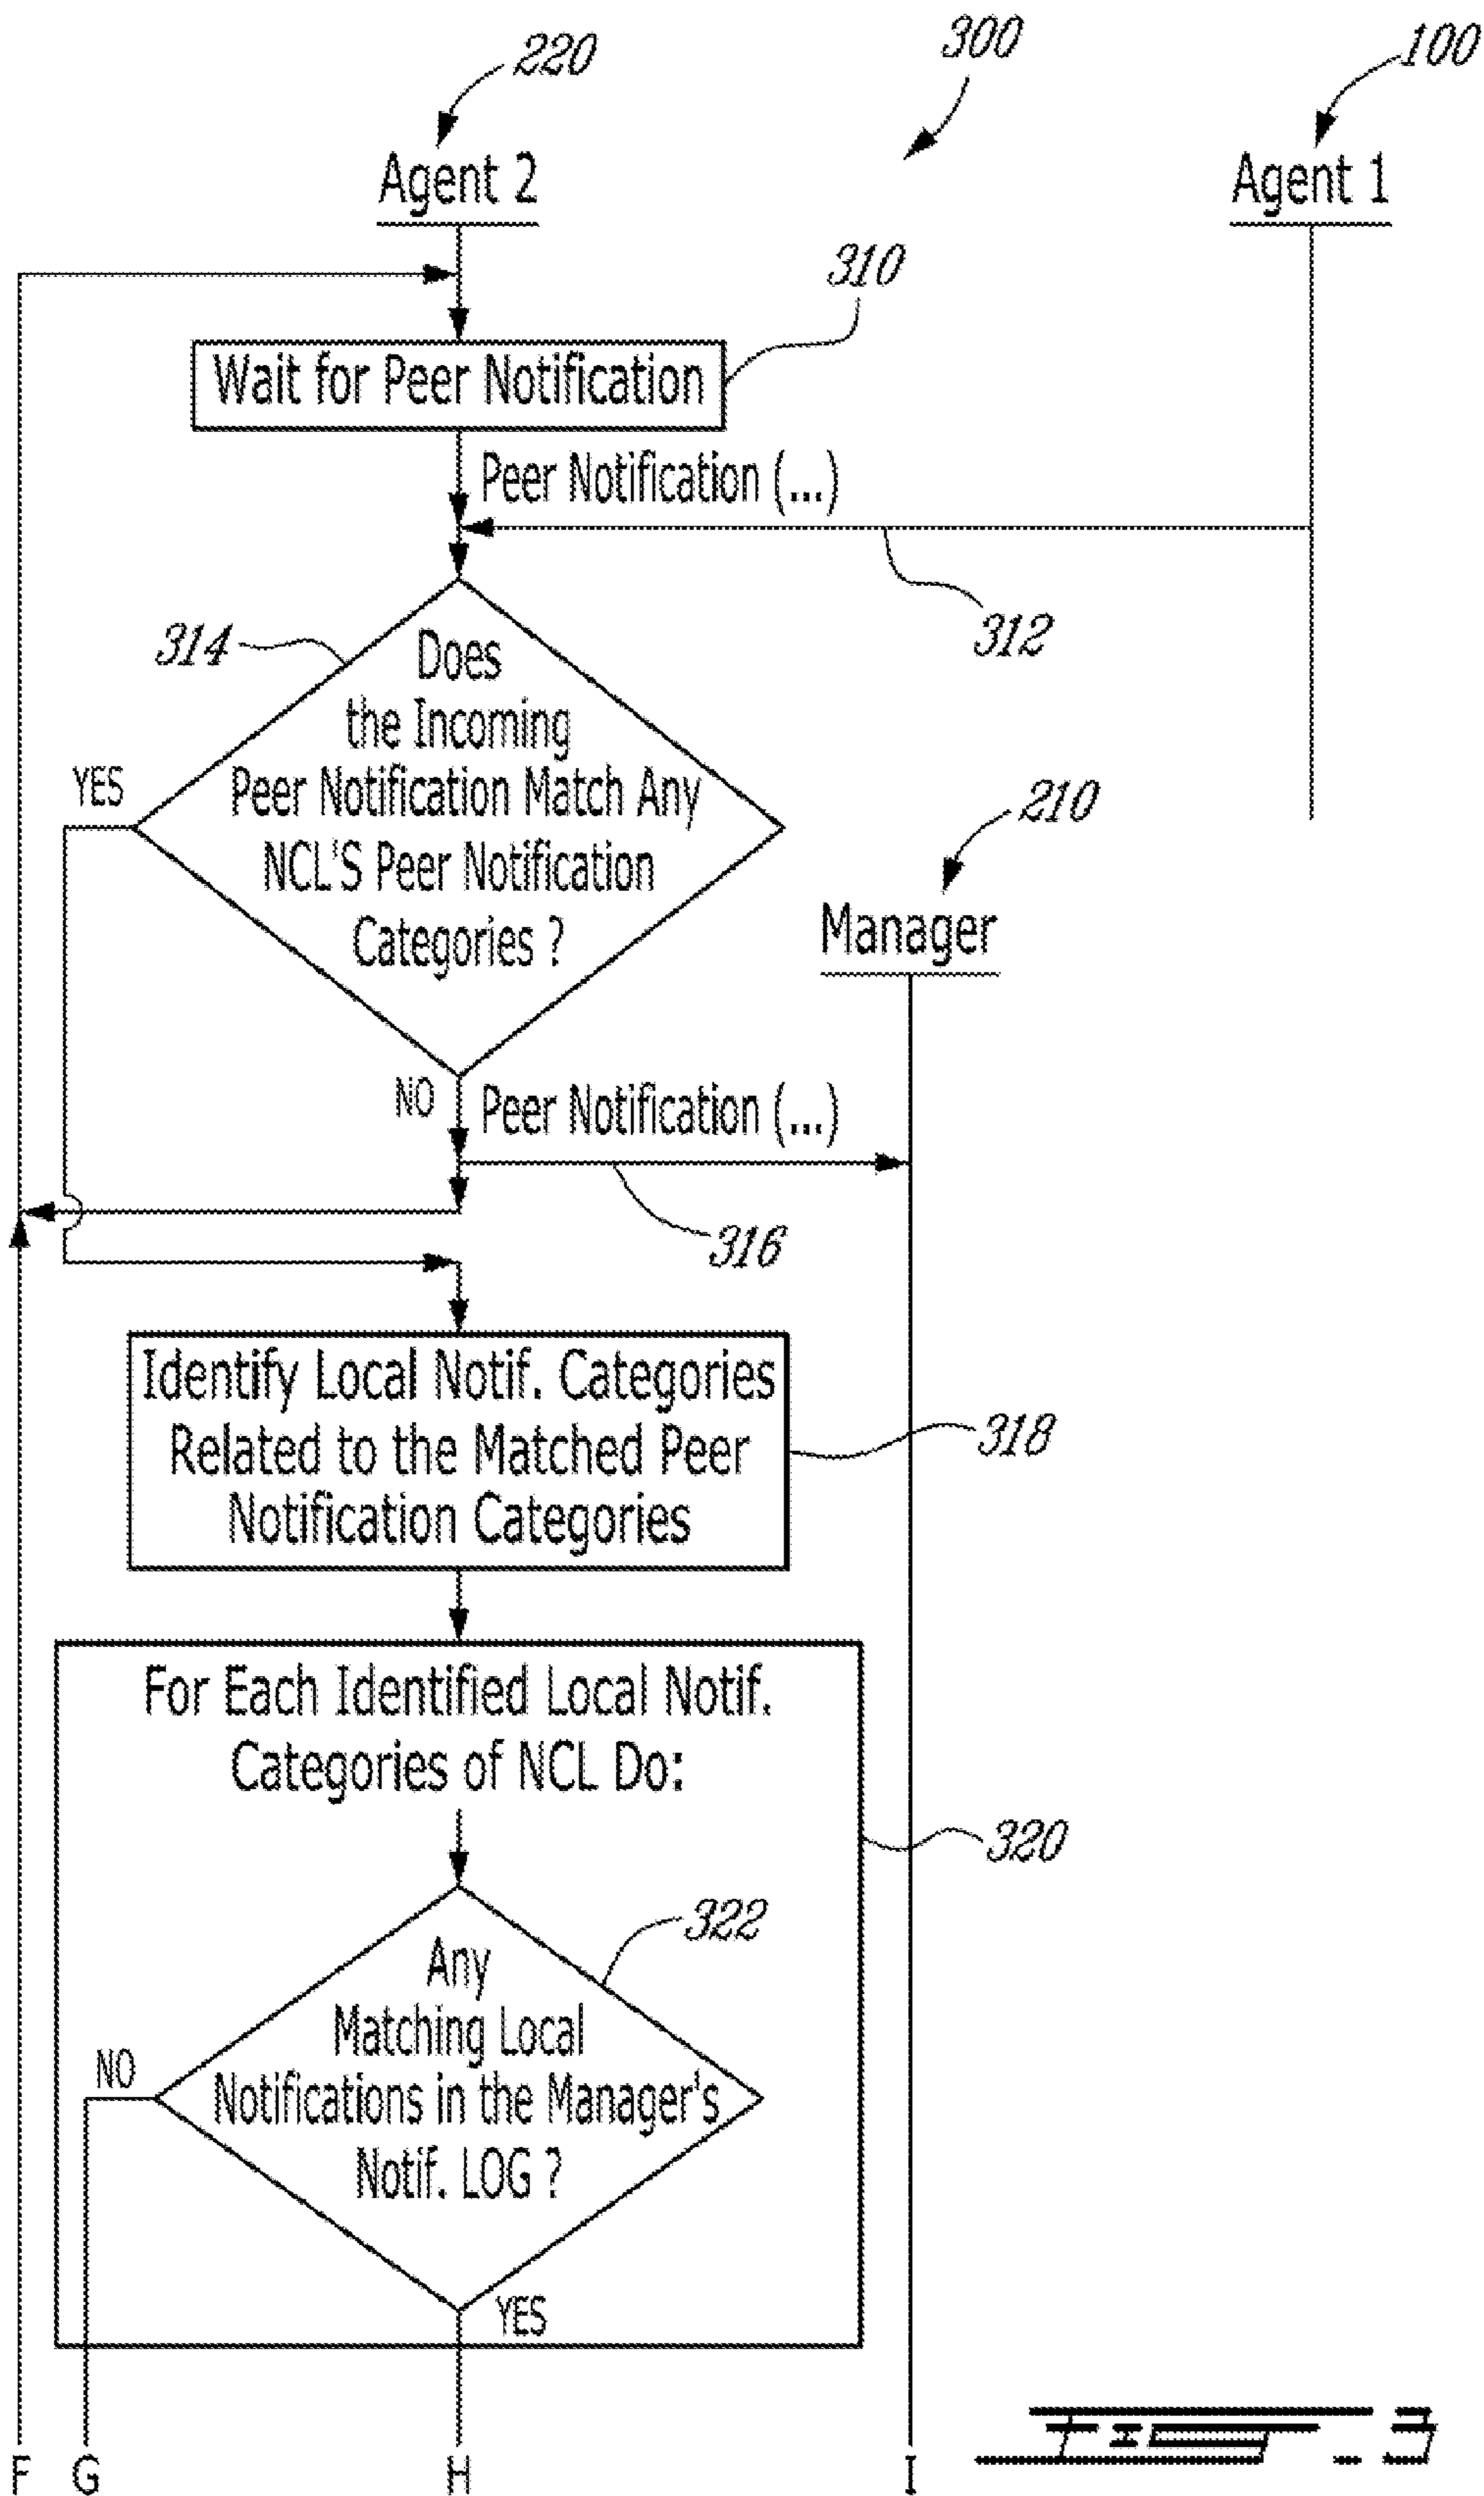 220
300
100
Agent 2
Agent 1
310
Wait for Peer Notification
Peer Notification (...)
312
314
Does
the Incoming
Peer Notification Match Any
NCL'S Peer Notification
Categories ?
YES
210
Manager
NO
Peer Notification (...)
316
Identify Local Notif. Categories
Related to the Matched Peer
Notification Categories
318
For Each Identified Local Notif.
Categories of NCL Do:
320
322
Any
Matching Local
Notifications in the Manager's
Notif. LOG ?
NO
YES
F
G
H
I